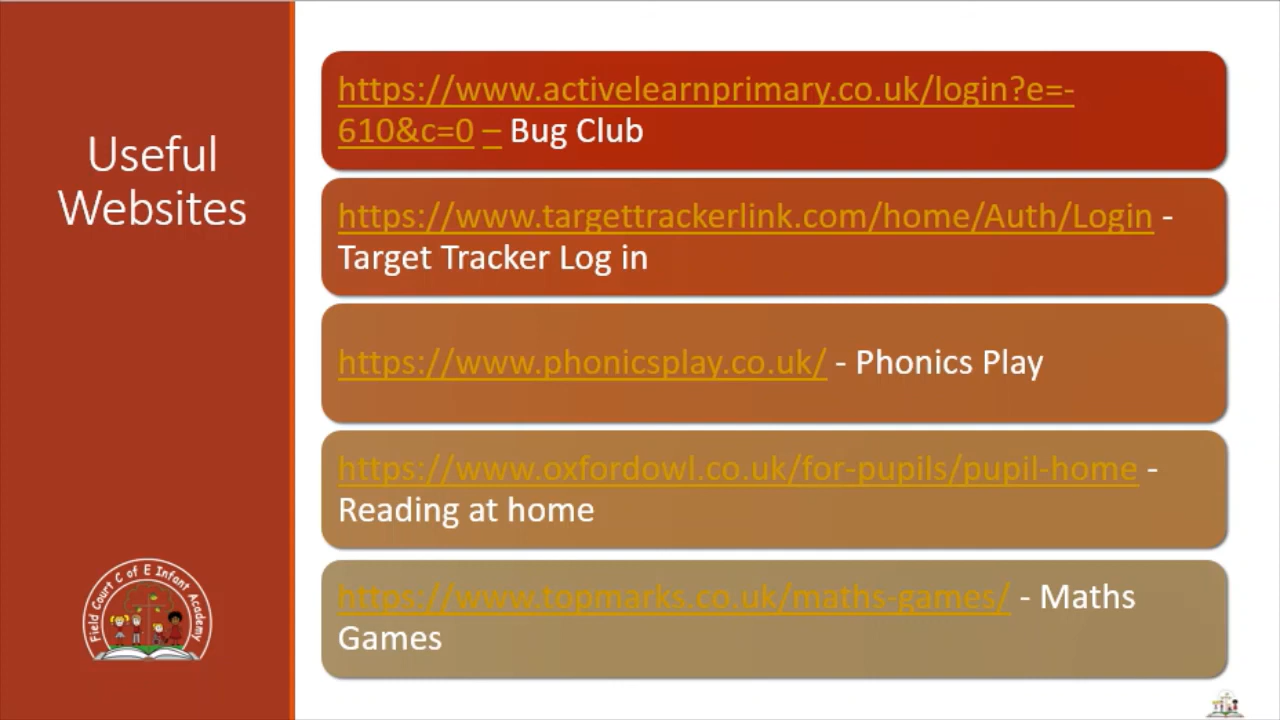 Useful
Websites
https://www.activelearnprimary.co.uk/login?e=-
610&c=0 – Bug Club
https://www.targettrackerlink.com/home/Auth/Login -
Target Tracker Log in
https://www.phonicsplay.co.uk/ - Phonics Play
https://www.oxfordowl.co.uk/for-pupils/pupil-home -
Reading at home
https://www.topmarks.co.uk/maths-games/ - Maths
Games
Field Court C of E Infant Academy